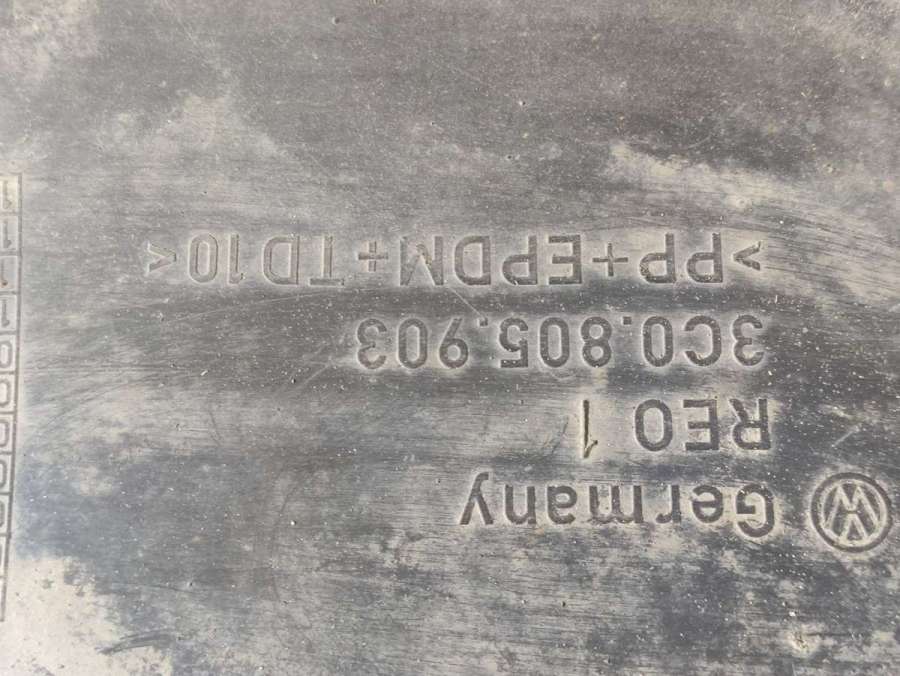 Germany
REO 1
3C0.805.903
>PP+EPDM+TD10<